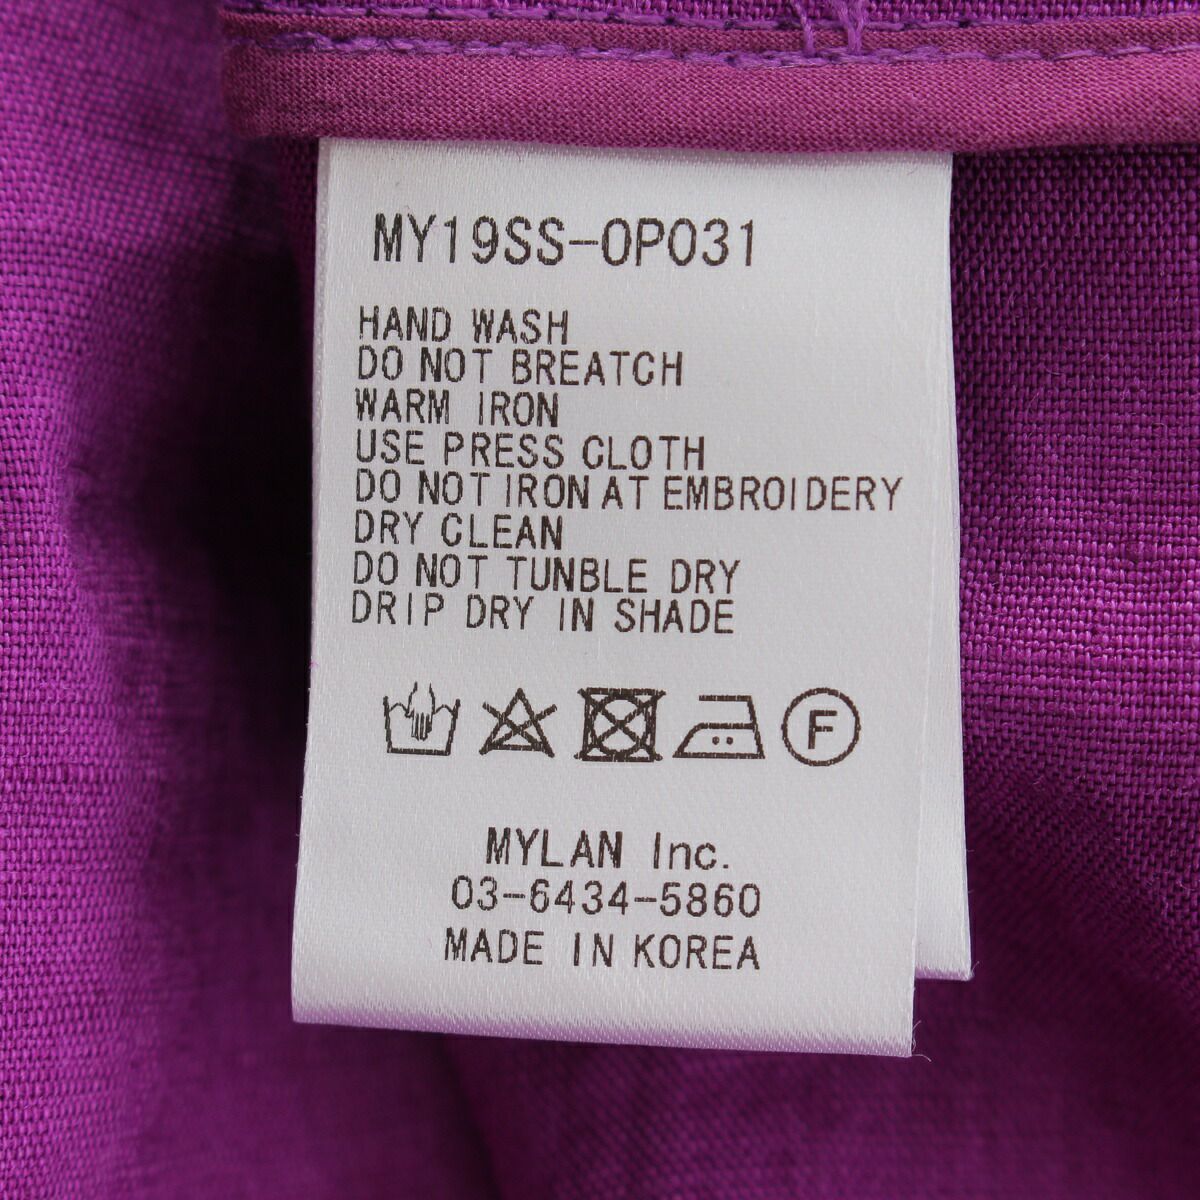 MY19SS-OP031
HAND WASH
DO NOT BREATCH
WARM IRON
USE PRESS CLOTH
DO NOT IRON AT EMBROIDERY
DRY CLEAN
DO NOT TUNBLE DRY
DRIP DRY IN SHADE
F
MYLAN Inc.
03-6434-5860
MADE IN KOREA